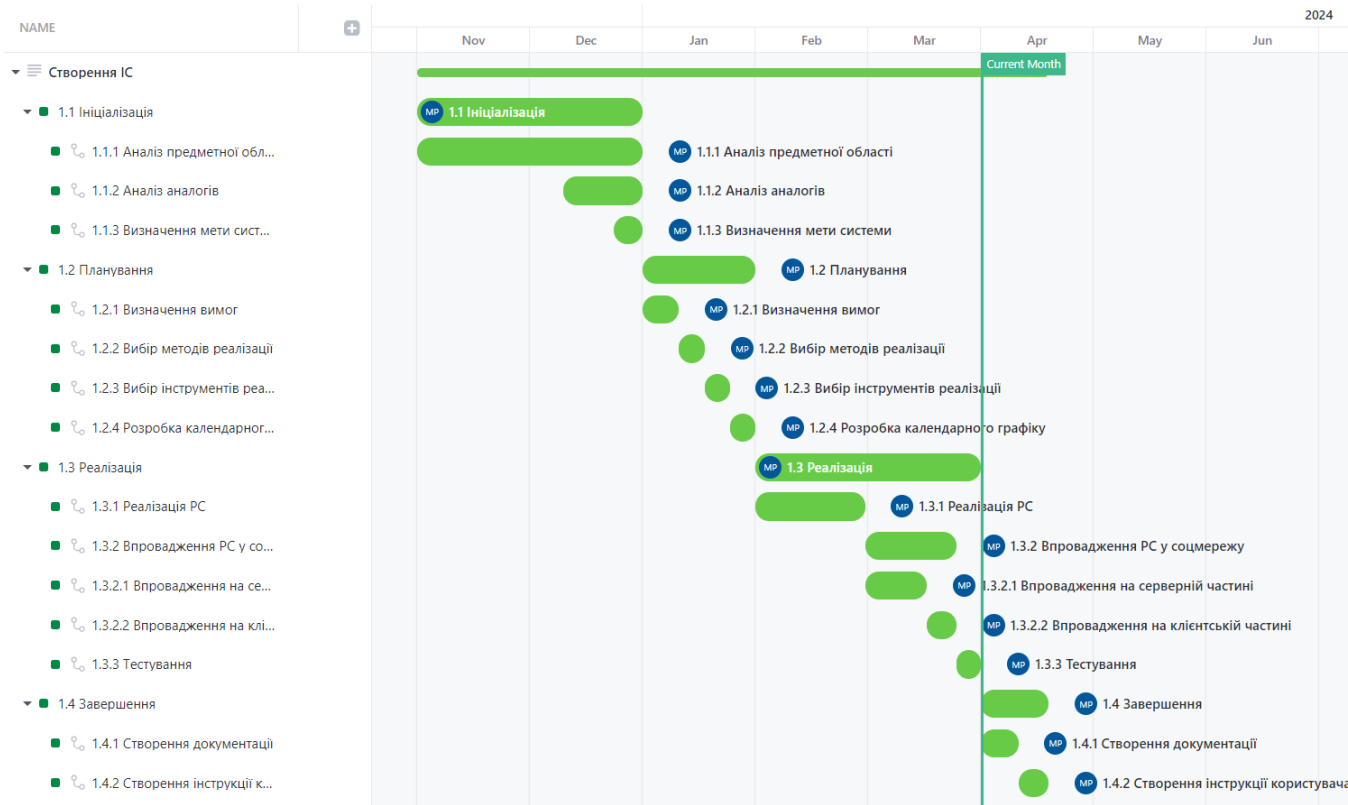 2024
NAME
Nov Dec Jan Feb Mar Apr May Jun
Створення ІС
Current Month
1.1 Ініціалізація MP 1.1 Ініціалізація
1.1.1 Аналіз предметної обл... MP 1.1.1 Аналіз предметної області
1.1.2 Аналіз аналогів MP 1.1.2 Аналіз аналогів
1.1.3 Визначення мети сист... MP 1.1.3 Визначення мети системи
1.2 Планування MP 1.2 Планування
1.2.1 Визначення вимог MP 1.2.1 Визначення вимог
1.2.2 Вибір методів реалізації MP 1.2.2 Вибір методів реалізації
1.2.3 Вибір інструментів реа... MP 1.2.3 Вибір інструментів реалізації
1.2.4 Розробка календарног... MP 1.2.4 Розробка календарного графіку
1.3 Реалізація MP 1.3 Реалізація
1.3.1 Реалізація РС MP 1.3.1 Реалізація РС
1.3.2 Впровадження РС у со... MP 1.3.2 Впровадження РС у соцмережу
1.3.2.1 Впровадження на се... MP 1.3.2.1 Впровадження на серверній частині
1.3.2.2 Впровадження на клі... MP 1.3.2.2 Впровадження на клієнтській частині
1.3.3 Тестування MP 1.3.3 Тестування
1.4 Завершення MP 1.4 Завершення
1.4.1 Створення документації MP 1.4.1 Створення документації
1.4.2 Створення інструкції к... MP 1.4.2 Створення інструкції користувача